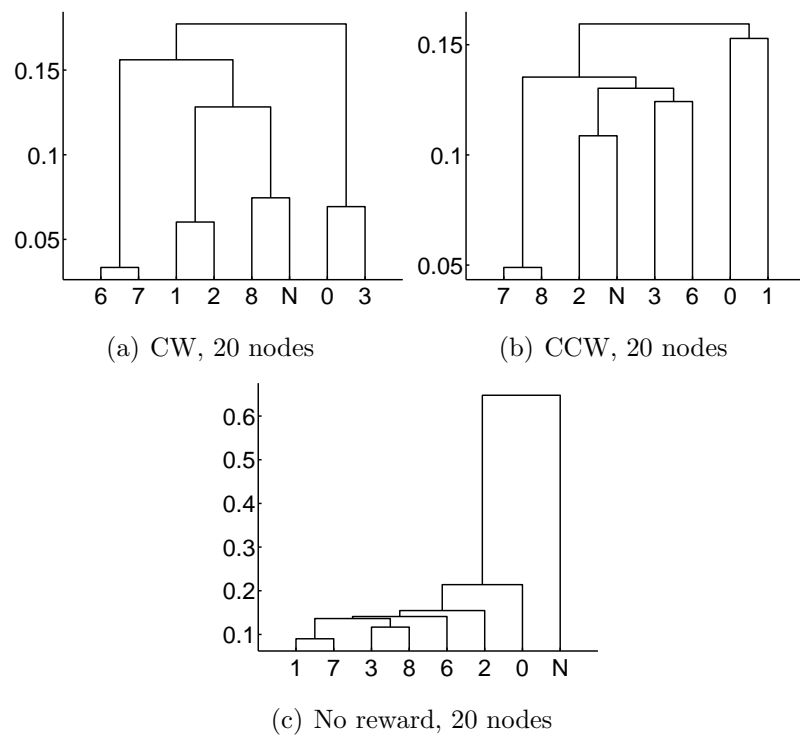 0.15
0.1
0.05
6 7 1 2 8 N 0 3
(a) CW, 20 nodes
0.15
0.1
0.05
7 8 2 N 3 6 0 1
(b) CCW, 20 nodes
0.6
0.5
0.4
0.3
0.2
0.1
1 7 3 8 6 2 0 N
(c) No reward, 20 nodes